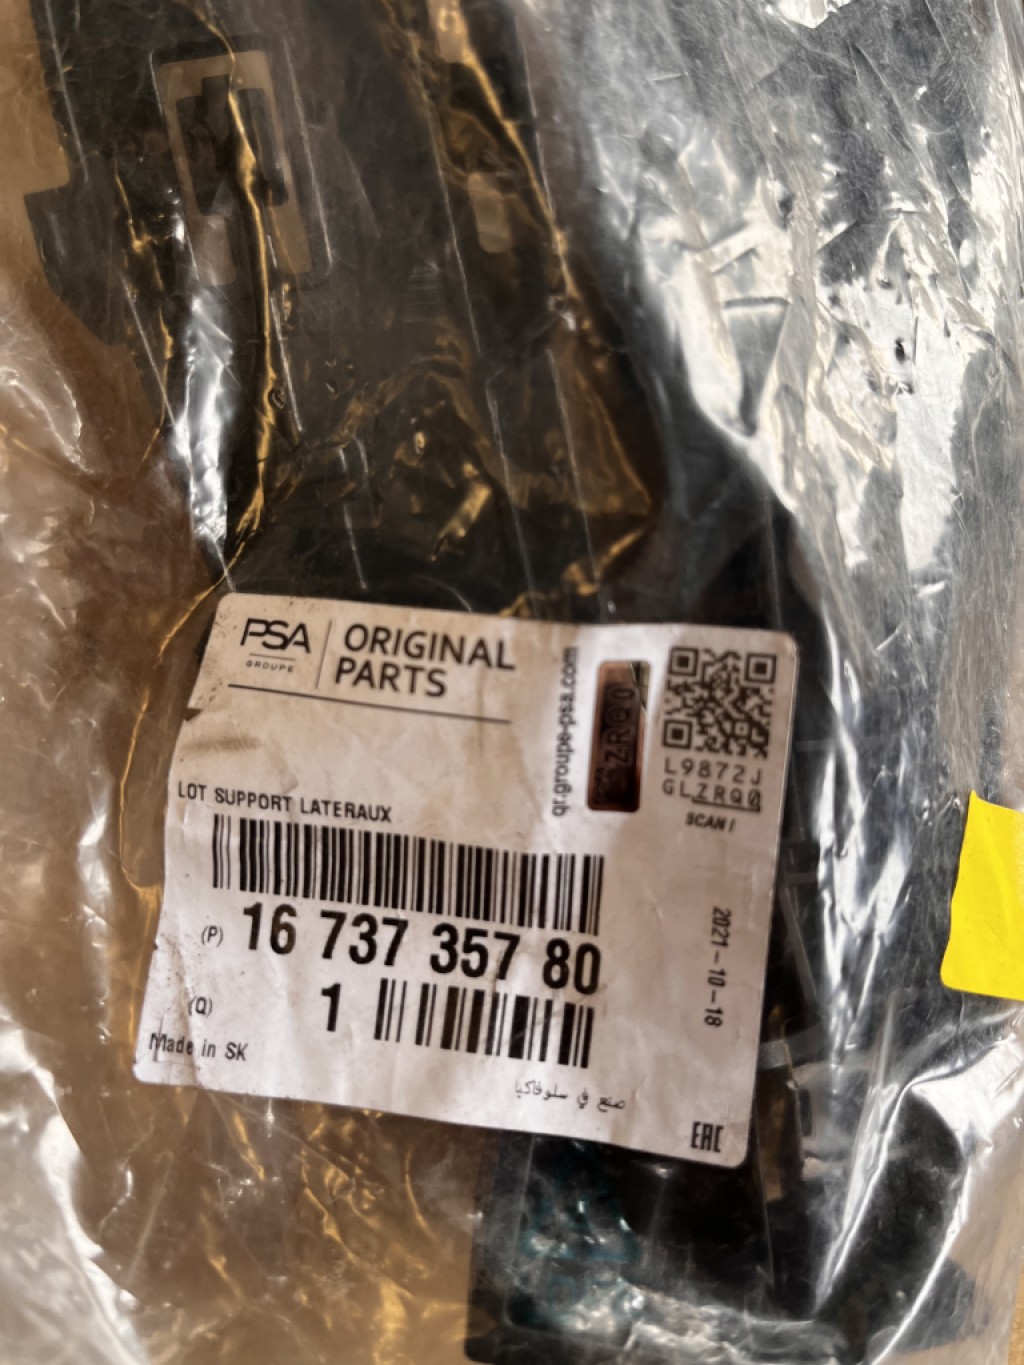 PSA
GROUPE
ORIGINAL
PARTS
qr.groupe-psa.com
ZRQ0
L9872J
GLZRQ0
SCAN!
LOT SUPPORT LATERAUX
(P) 16 737 357 80
2021-10-18
(Q) 1
Made in SK
صنع في سلوفاكيا
EAC